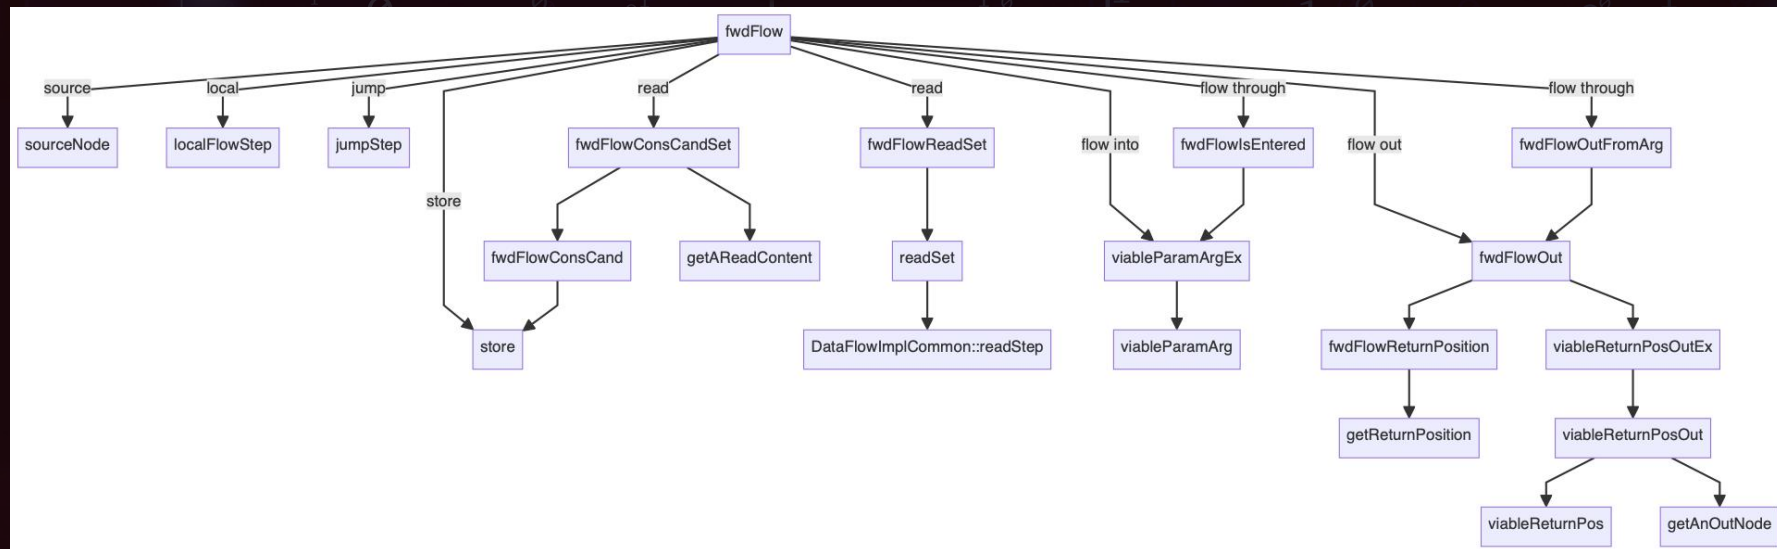 fwdFlow
source
local
jump
read
read
flow through
flow through
sourceNode
localFlowStep
jumpStep
fwdFlowConsCandSet
fwdFlowReadSet
flow into
fwdFlowIsEntered
flow out
fwdFlowOutFromArg
store
fwdFlowConsCand
getAReadContent
readSet
viableParamArgEx
fwdFlowOut
store
DataFlowImplCommon::readStep
viableParamArg
fwdFlowReturnPosition
viableReturnPosOutEx
getReturnPosition
viableReturnPosOut
viableReturnPos
getAnOutNode